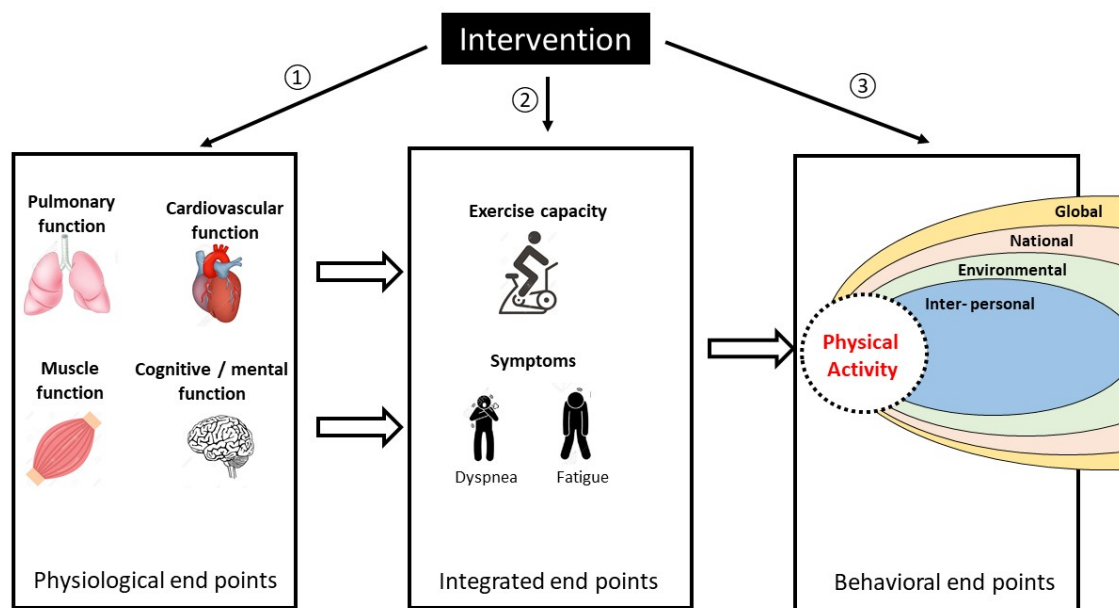 Intervention
①
②
③
Pulmonary
function
Cardiovascular
function
Muscle
function
Cognitive / mental
function
Physiological end points
Exercise capacity
Symptoms
Dyspnea
Fatigue
Integrated end points
Global
National
Environmental
Inter- personal
Physical
Activity
Behavioral end points